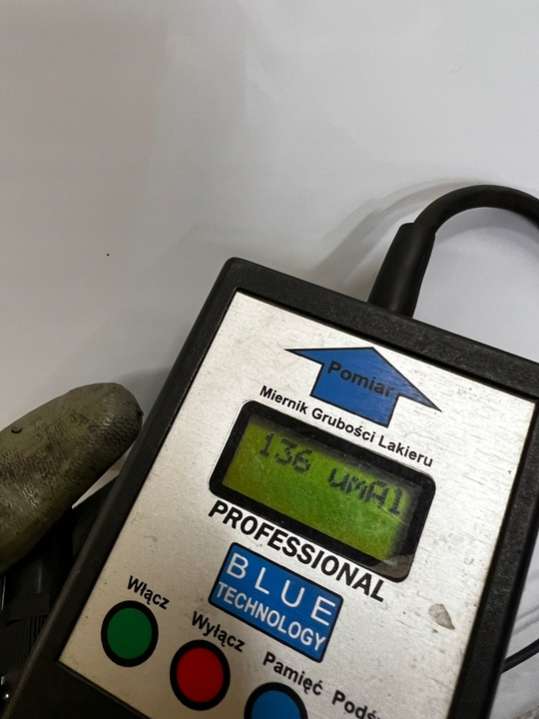 Pomiar
Miernik Grubości Lakieru
136 umAl
PROFESSIONAL
BLUE
TECHNOLOGY
Włącz
Wyłącz
Pamięć